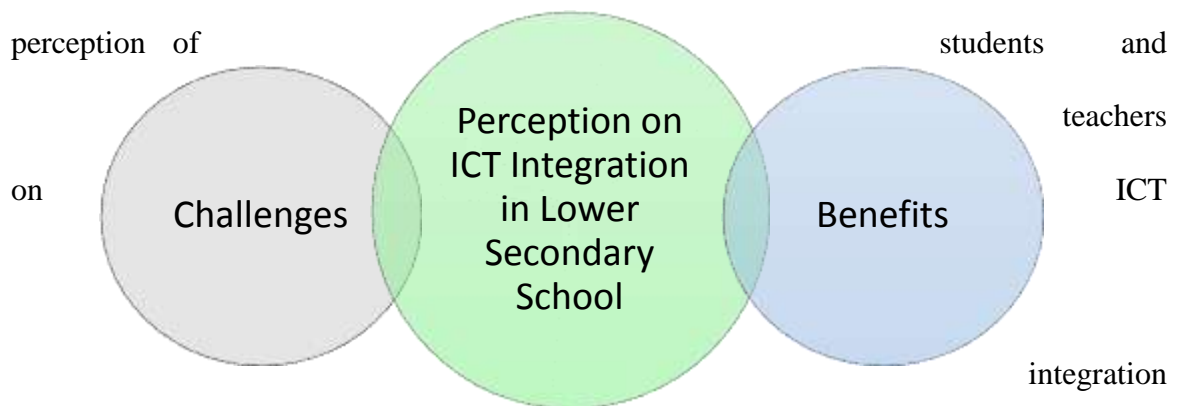 perception of students and
teachers
on ICT
integration
Challenges
Perception on
ICT Integration
in Lower
Secondary
School
Benefits